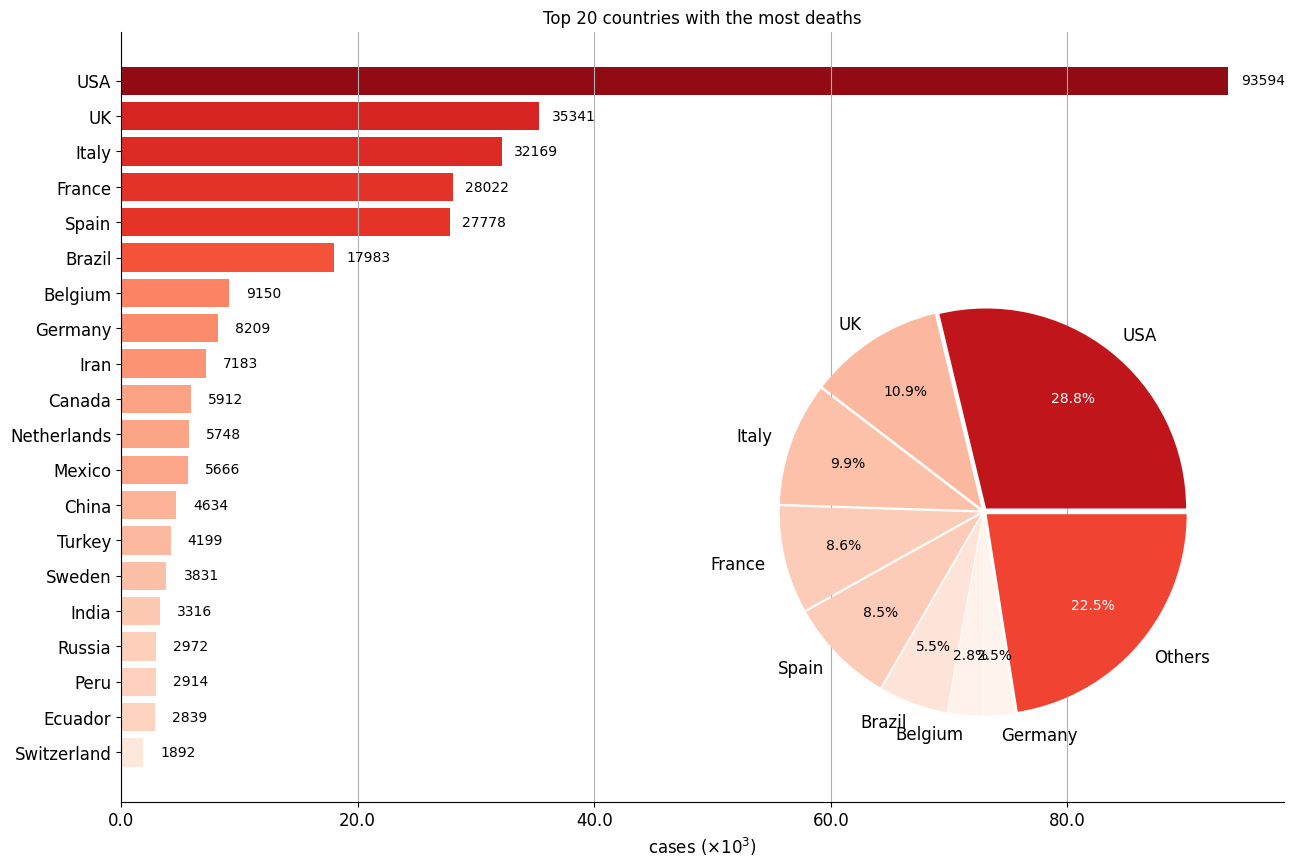 Top 20 countries with the most deaths
USA 93594
UK 35341
Italy 32169
France 28022
Spain 27778
Brazil 17983
Belgium 9150
Germany 8209
Iran 7183
Canada 5912
Netherlands 5748
Mexico 5666
China 4634
Turkey 4199
Sweden 3831
India 3316
Russia 2972
Peru 2914
Ecuador 2839
Switzerland 1892
0.0 20.0 40.0 60.0 80.0
cases (×10³)
USA
28.8%
UK
10.9%
Italy
9.9%
France
8.6%
Spain
8.5%
Brazil
5.5%
Belgium
2.8%
Germany
2.5%
Others
22.5%